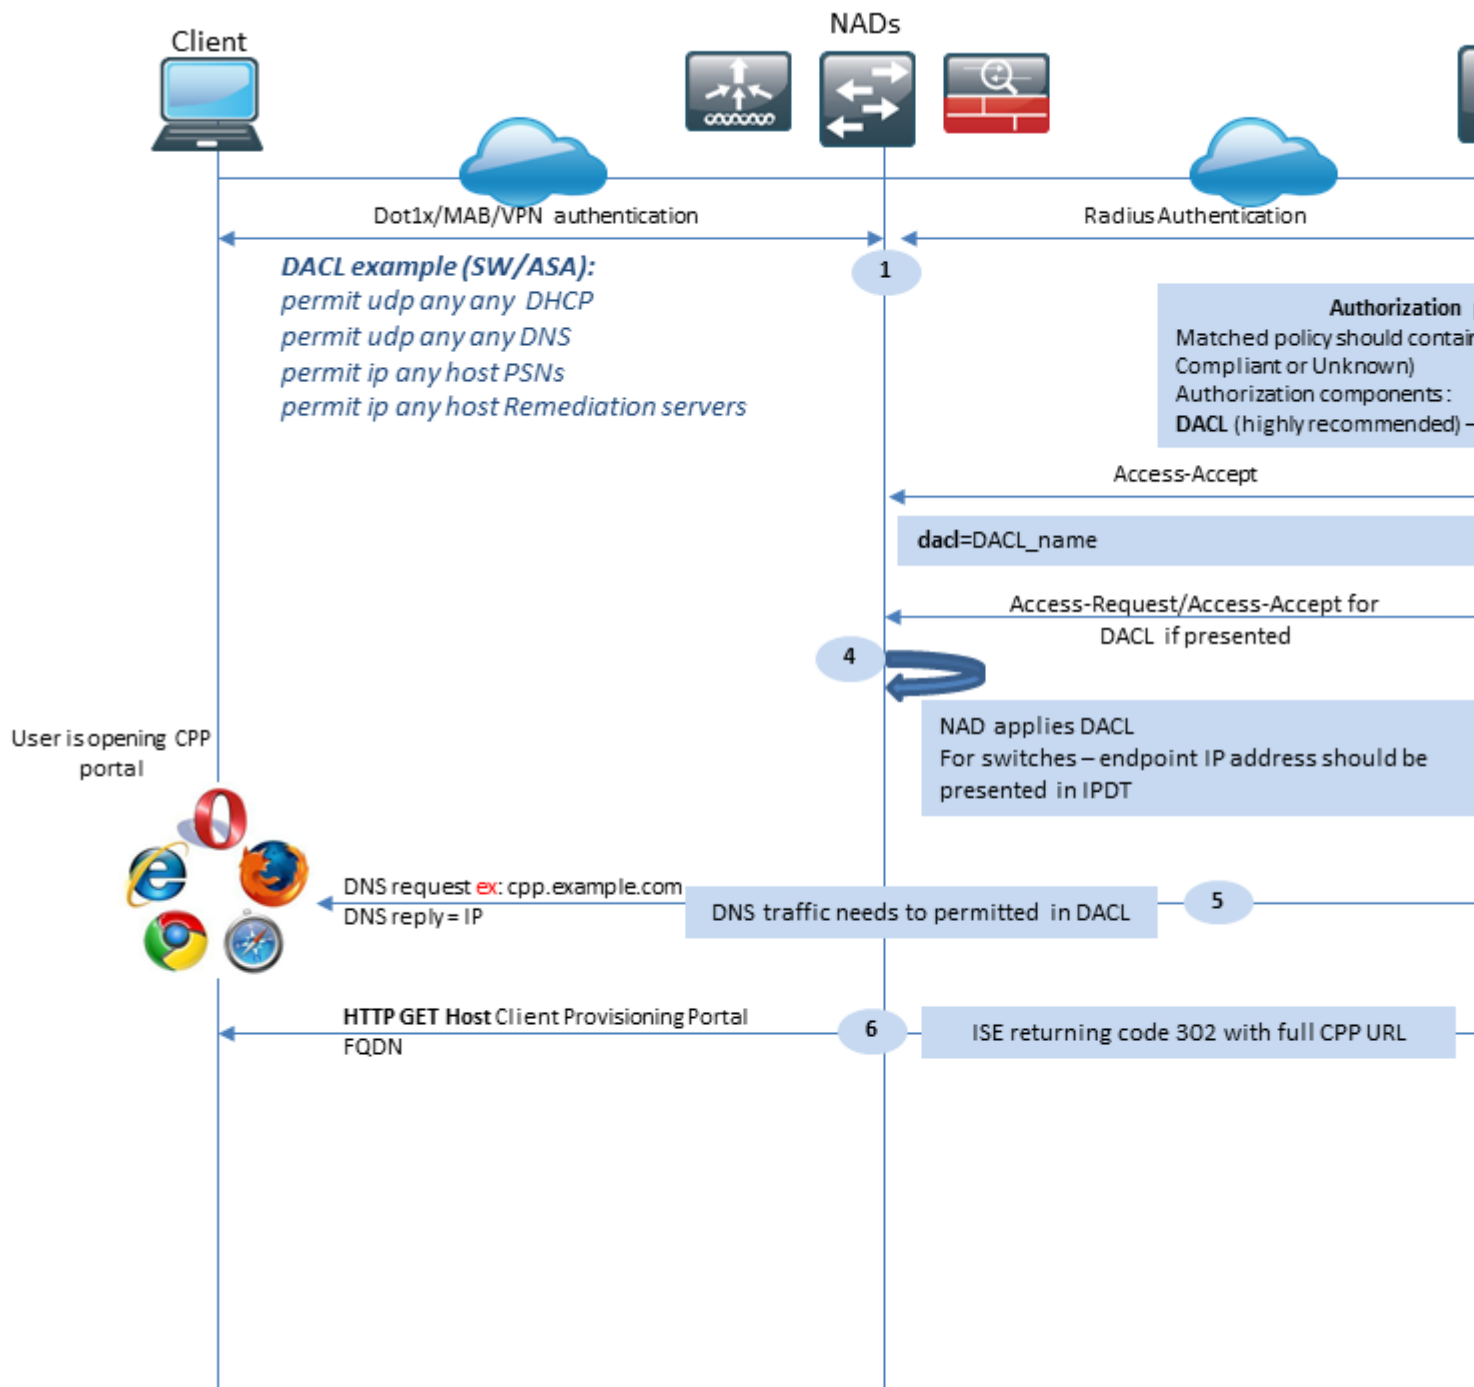 Client
NADs
Dot1x/MAB/VPN authentication
Radius Authentication
1
DACL example (SW/ASA):
permit udp any any DHCP
permit udp any any DNS
permit ip any host PSNs
permit ip any host Remediation servers
Authorization
Matched policy should contain
Compliant or Unknown)
Authorization components:
DACL (highly recommended) –
Access-Accept
dacl=DACL_name
Access-Request/Access-Accept for
DACL if presented
4
NAD applies DACL
For switches – endpoint IP address should be
presented in IPDT
User is opening CPP
portal
DNS request ex: cpp.example.com
DNS reply = IP
DNS traffic needs to permitted in DACL
5
HTTP GET Host Client Provisioning Portal
FQDN
6
ISE returning code 302 with full CPP URL